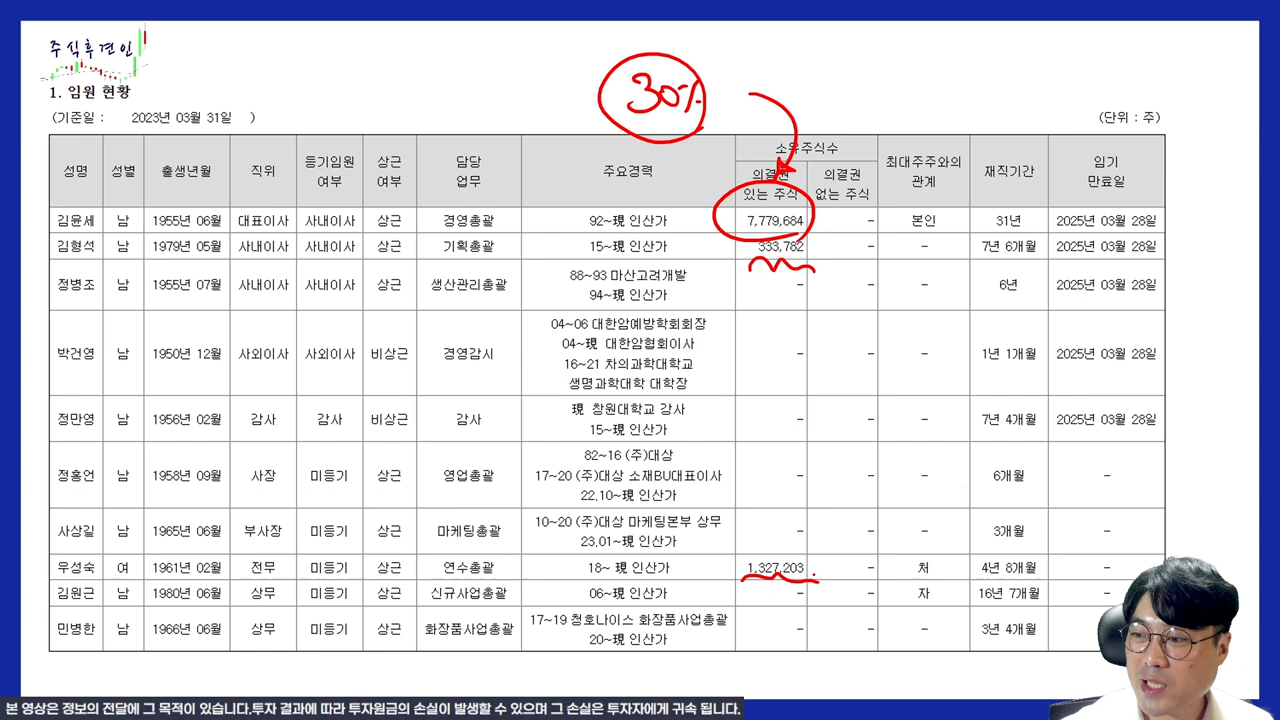 주식후견인
1. 임원 현황
(기준일 : 2023년 03월 31일 )
(단위 : 주)
30%
성명 성별 출생년월 직위 등기임원 여부 상근 여부 담당 업무 주요경력 소유주식수 최대주주와의 관계 재직기간 임기 만료일
의결권 있는 주식 의결권 없는 주식
김윤세 남 1955년 06월 대표이사 사내이사 상근 경영총괄 92~現 인산가 7,779,684 - 본인 31년 2025년 03월 28일
김형석 남 1979년 05월 사내이사 사내이사 상근 기획총괄 15~現 인산가 333,782 - - 7년 6개월 2025년 03월 28일
정병조 남 1955년 07월 사내이사 사내이사 상근 생산관리총괄 88~93 마산고려개발
94~現 인산가 - - - 6년 2025년 03월 28일
박건영 남 1950년 12월 사외이사 사외이사 비상근 경영감시 04~06 대한암예방학회회장
04~現 대한암협회이사
16~21 차의과학대학교
생명과학대학 대학장 - - - 1년 1개월 2025년 03월 28일
정만영 남 1956년 02월 감사 감사 비상근 감사 現 창원대학교 강사
15~現 인산가 - - - 7년 4개월 2025년 03월 28일
정홍언 남 1958년 09월 사장 미등기 상근 영업총괄 82~16 (주)대상
17~20 (주)대상 소재BU대표이사
22.10~現 인산가 - - - 6개월 -
사상길 남 1965년 06월 부사장 미등기 상근 마케팅총괄 10~20 (주)대상 마케팅본부 상무
23.01~現 인산가 - - - 3개월 -
우성숙 여 1961년 02월 전무 미등기 상근 연수총괄 18~ 現 인산가 1,327,203 - 처 4년 8개월 -
김원근 남 1980년 06월 상무 미등기 상근 신규사업총괄 06~現 인산가 - - 자 16년 7개월 -
민병한 남 1966년 06월 상무 미등기 상근 화장품사업총괄 17~19 청호나이스 화장품사업총괄
20~現 인산가 - - - 3년 4개월
본 영상은 정보의 전달에 그 목적이 있습니다.투자 결과에 따라 투자원금의 손실이 발생할 수 있으며 그 손실은 투자자에게 귀속 됩니다.